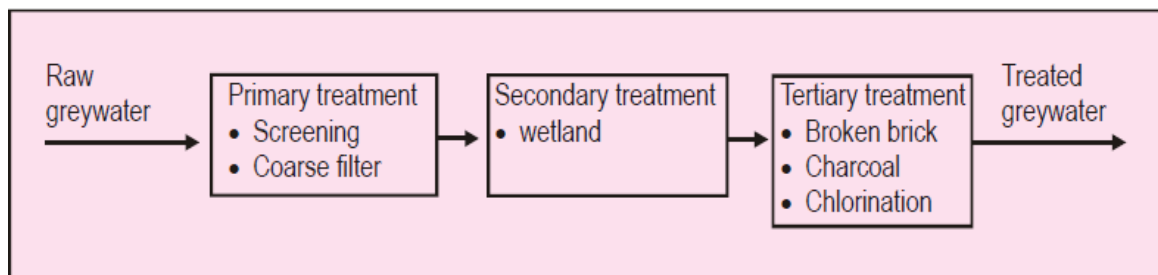 Raw
greywater
Primary treatment
• Screening
• Coarse filter
Secondary treatment
• wetland
Tertiary treatment
• Broken brick
• Charcoal
• Chlorination
Treated
greywater